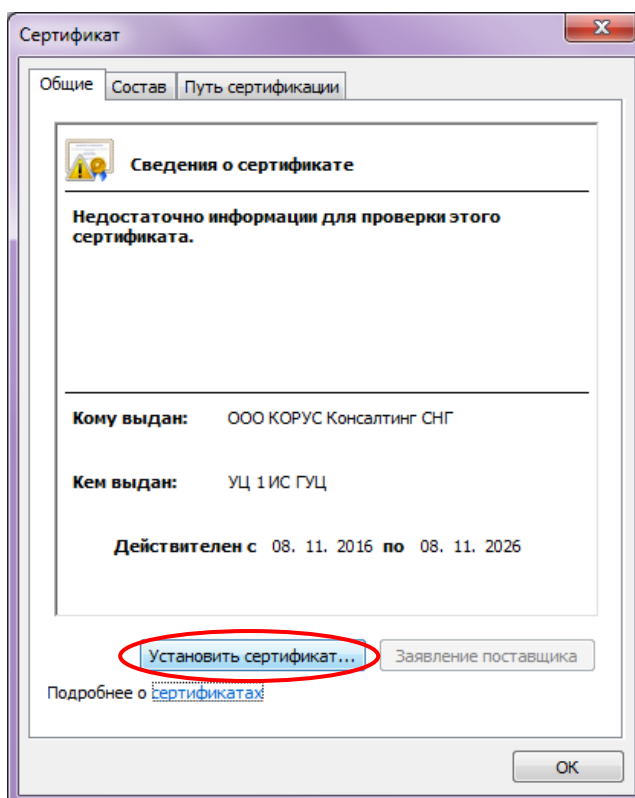 Сертификат
Общие Состав Путь сертификации
Сведения о сертификате
Недостаточно информации для проверки этого
сертификата.
Кому выдан: ООО КОРУС Консалтинг СНГ
Кем выдан: УЦ 1 ИС ГУЦ
Действителен с 08. 11. 2016 по 08. 11. 2026
Установить сертификат... Заявление поставщика
Подробнее о сертификатах
ОК